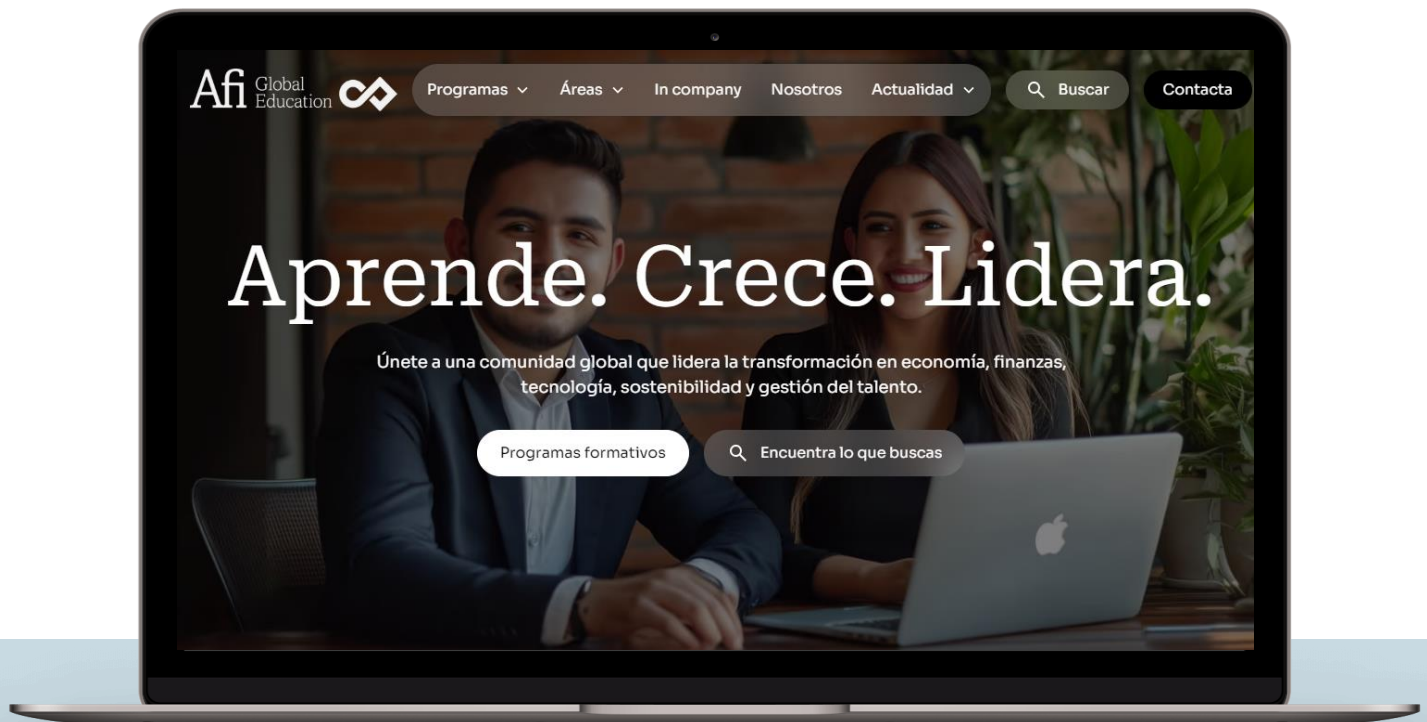 Afi Global Education
Programas
Áreas
In company
Nosotros
Actualidad
Buscar
Contacta
Aprende. Crece. Lidera.
Únete a una comunidad global que lidera la transformación en economía, finanzas,
tecnología, sostenibilidad y gestión del talento.
Programas formativos
Encuentra lo que buscas